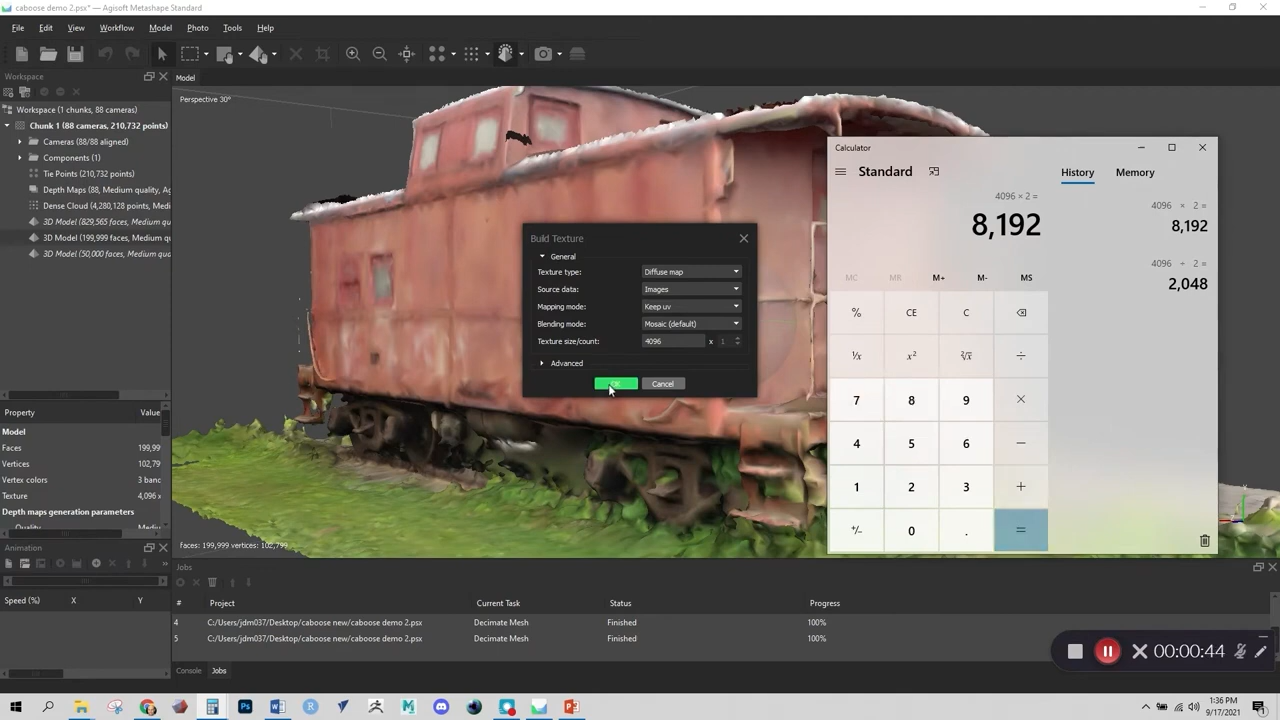 caboose demo 2.psx* — Agisoft Metashape Standard
File Edit View Workflow Model Photo Tools Help
Workspace
Model
Perspective 30°
Workspace (1 chunks, 88 cameras)
Chunk 1 (88 cameras, 210,732 points)
Cameras (88/88 aligned)
Components (1)
Tie Points (210,732 points)
Depth Maps (88, Medium quality, Ag
Dense Cloud (4,280,128 points, Me
3D Model (829,565 faces, Medium q
3D Model (199,999 faces, Medium qu
3D Model (50,000 faces, Medium qu
Property Value
Model
Faces 199,99
Vertices 102,79
Vertex colors 3 banc
Texture 4,096 x
Depth maps generation parameters
Quality Mediu
Animation
Speed (%) X Y
Build Texture
General
Texture type: Diffuse map
Source data: Images
Mapping mode: Keep uv
Blending mode: Mosaic (default)
Texture size/count: 4096 x 1
Advanced
Cancel
faces: 199,999 vertices: 102,799
Calculator
Standard
History Memory
4096 × 2 =
8,192
4096 × 2 =
8,192
4096 ÷ 2 =
2,048
MC MR M+ M- MS
% CE C
¹/x x² ²√x ÷
7 8 9 ×
4 5 6 −
1 2 3 +
+/- 0 . =
Jobs
# Project Current Task Status Progress
4 C:/Users/jdm037/Desktop/caboose new/caboose demo 2.psx Decimate Mesh Finished 100%
5 C:/Users/jdm037/Desktop/caboose new/caboose demo 2.psx Decimate Mesh Finished 100%
Console Jobs
00:00:44
1:36 PM
9/17/2021